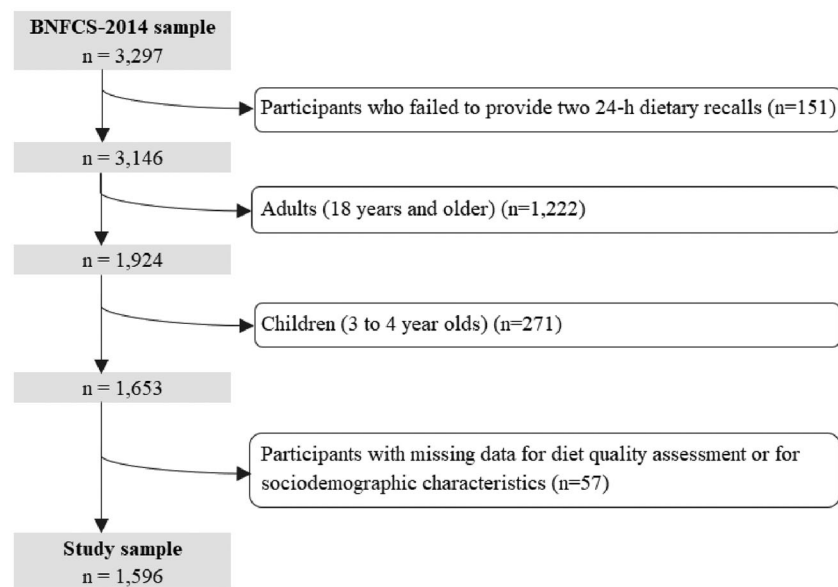 BNFCS-2014 sample
n = 3,297
Participants who failed to provide two 24-h dietary recalls (n=151)
n = 3,146
Adults (18 years and older) (n=1,222)
n = 1,924
Children (3 to 4 year olds) (n=271)
n = 1,653
Participants with missing data for diet quality assessment or for
sociodemographic characteristics (n=57)
Study sample
n = 1,596